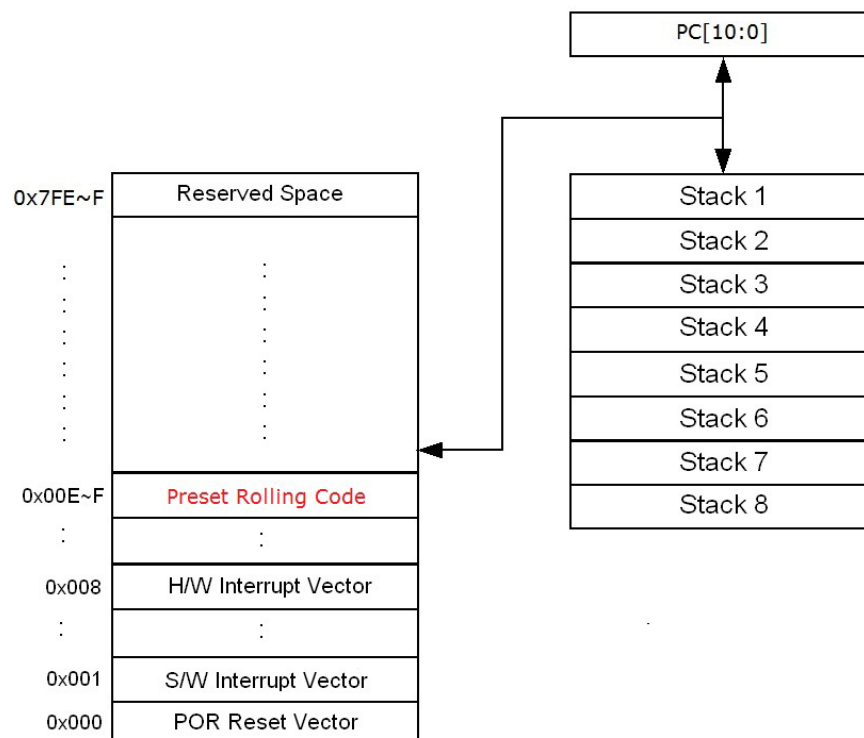 PC[10:0]
0x7FE~F Reserved Space
Stack 1
Stack 2
Stack 3
Stack 4
Stack 5
Stack 6
Stack 7
Stack 8
0x00E~F Preset Rolling Code
0x008 H/W Interrupt Vector
0x001 S/W Interrupt Vector
0x000 POR Reset Vector